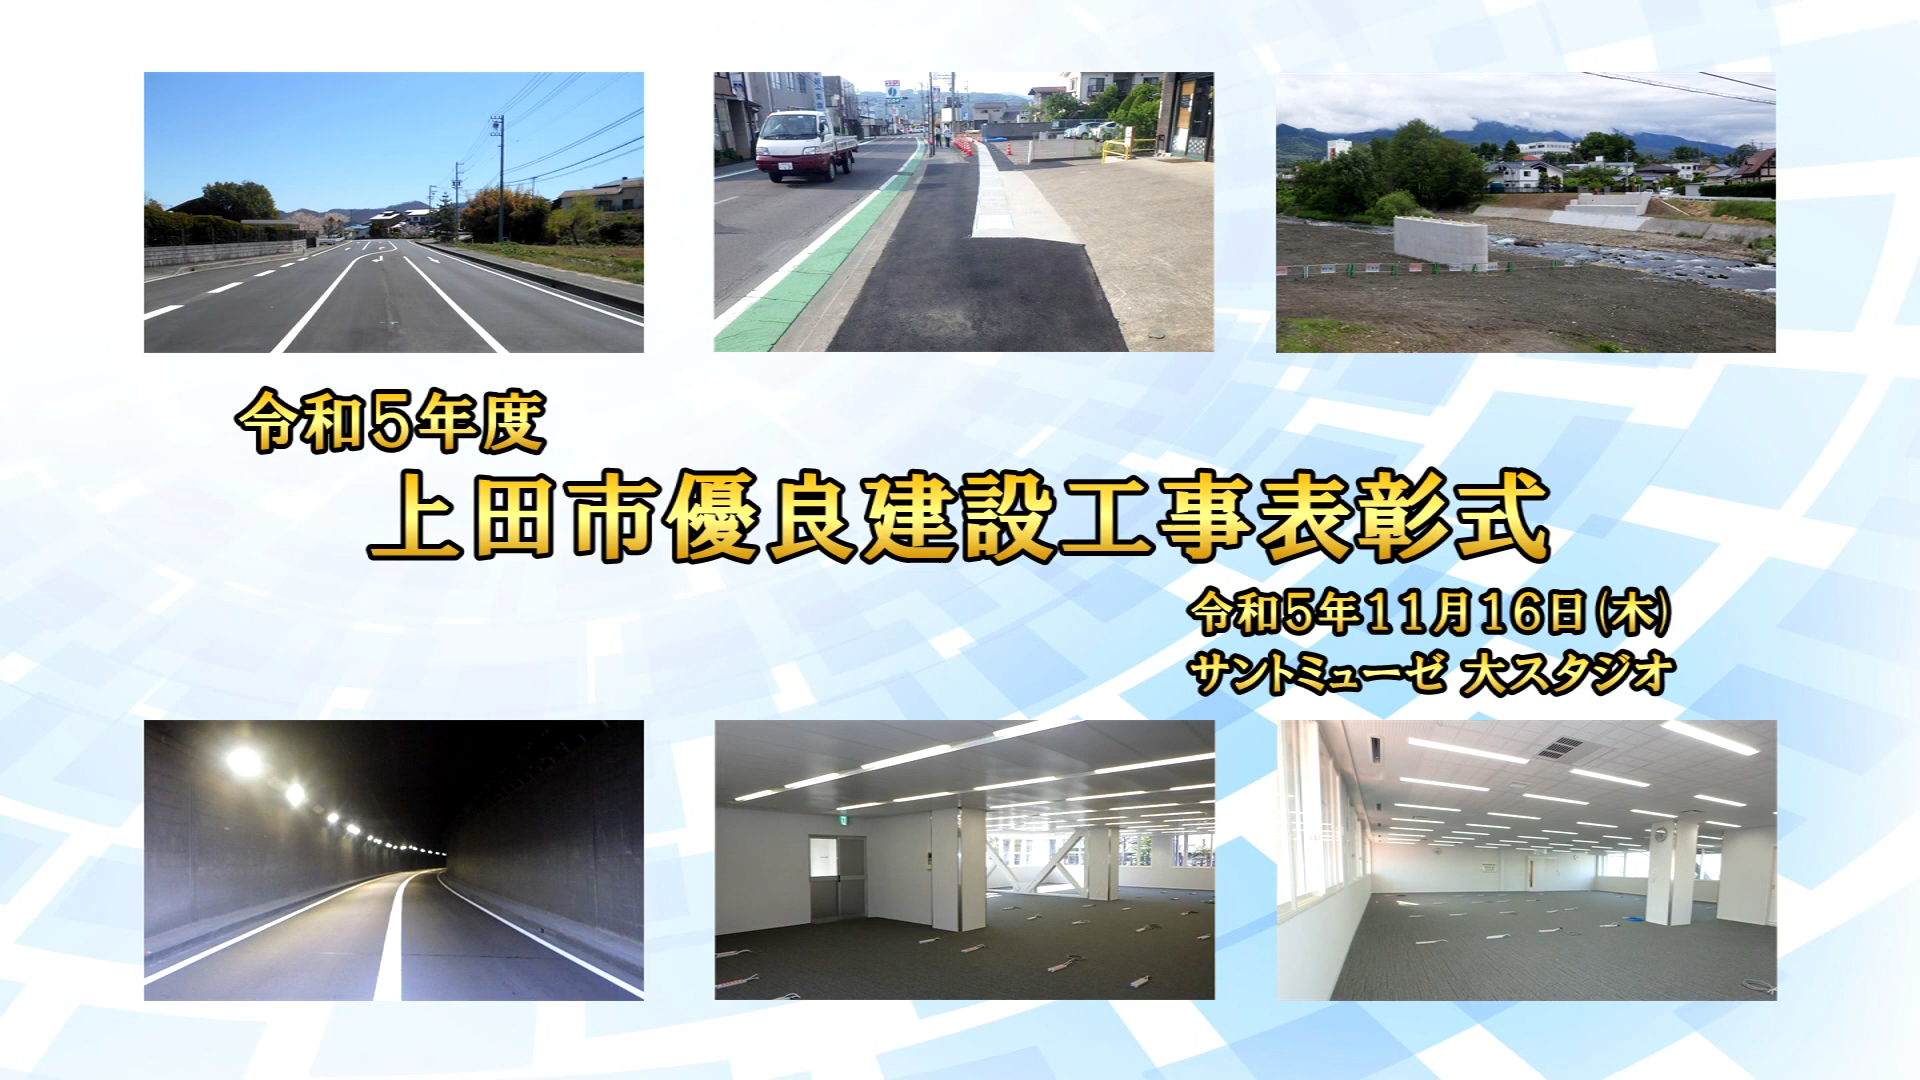 令和5年度
上田市優良建設工事表彰式
令和5年11月16日(木)
サントミューゼ 大スタジオ